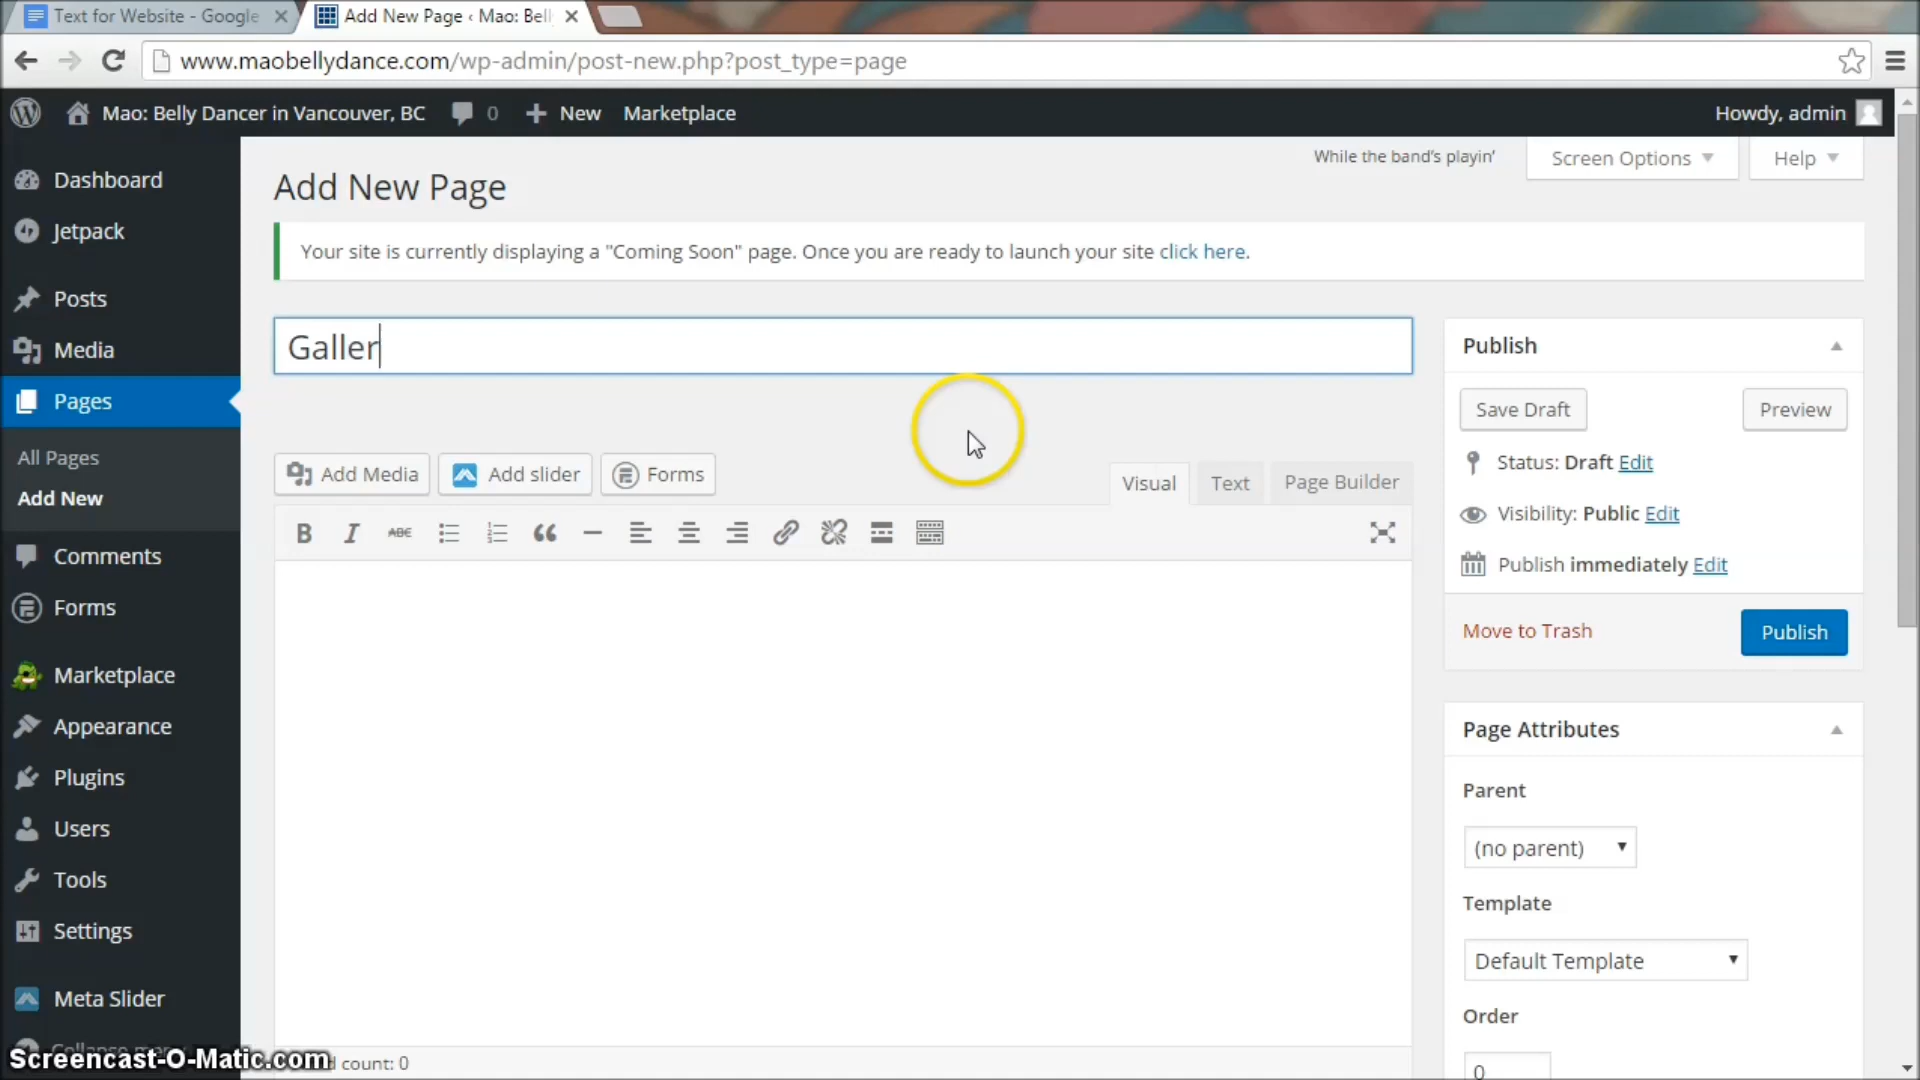 Text for Website - Google
Add New Page ‹ Mao: Bell
www.maobellydance.com/wp-admin/post-new.php?post_type=page
Mao: Belly Dancer in Vancouver, BC 0 New Marketplace Howdy, admin
While the band's playin' Screen Options Help
Add New Page
Your site is currently displaying a "Coming Soon" page. Once you are ready to launch your site click here.
Dashboard
Jetpack
Posts
Media
Pages
All Pages
Add New
Comments
Forms
Marketplace
Appearance
Plugins
Users
Tools
Settings
Meta Slider
Collapse menu
Galler
Add Media Add slider Forms
Visual Text Page Builder
B I ABC
count: 0
Publish
Save Draft Preview
Status: Draft Edit
Visibility: Public Edit
Publish immediately Edit
Move to Trash Publish
Page Attributes
Parent
(no parent)
Template
Default Template
Order
0
Screencast-O-Matic.com